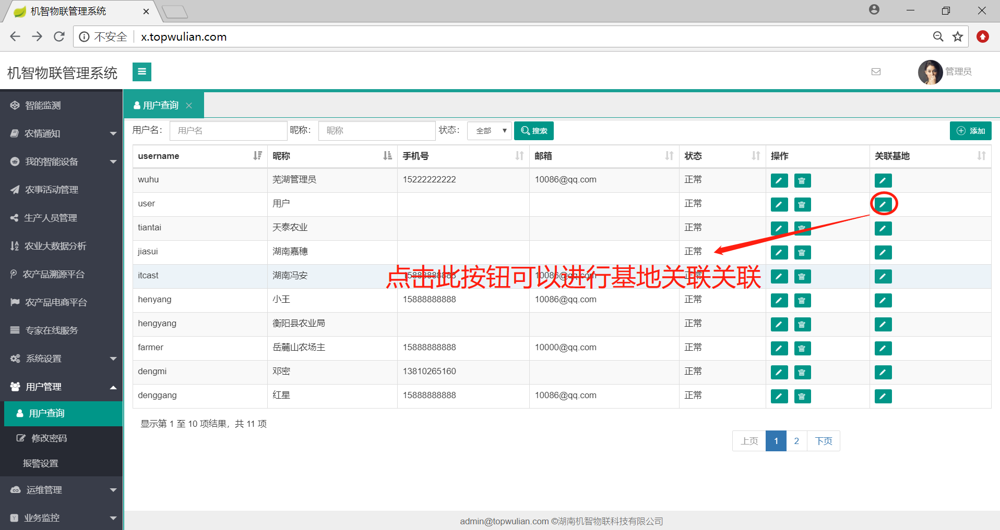 机智物联管理系统
不安全 x.topwulian.com
机智物联管理系统
管理员
智能监测
农情通知
我的智能设备
农事活动管理
生产人员管理
农业大数据分析
农产品溯源平台
农产品电商平台
专家在线服务
系统设置
用户管理
用户查询
修改密码
报警设置
运维管理
业务监控
用户查询
用户名： 用户名 昵称： 昵称 状态： 全部 搜索 添加
username 昵称 手机号 邮箱 状态 操作 关联基地
wuhu 芜湖管理员 15222222222 10086@qq.com 正常
user 用户 正常
tiantai 天泰农业 正常
jiasui 湖南嘉穗 正常
itcast 湖南冯安 15888888888 10086@qq.com 正常
点击此按钮可以进行基地关联关联
henyang 小王 15888888888 10086@qq.com 正常
hengyang 衡阳县农业局 正常
farmer 岳麓山农场主 15888888888 10000@qq.com 正常
dengmi 邓密 13810265160 正常
denggang 红星 15888888888 10086@qq.com 正常
显示第 1 至 10 项结果，共 11 项
上页 1 2 下页
admin@topwulian.com ©湖南机智物联科技有限公司